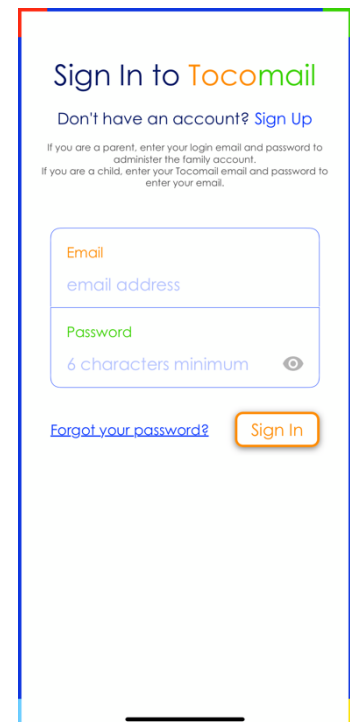 Sign In to Tocomail
Don't have an account? Sign Up
If you are a parent, enter your login email and password to
administer the family account.
If you are a child, enter your Tocomail email and password to
enter your email.
Email
email address
Password
6 characters minimum
Forgot your password?
Sign In